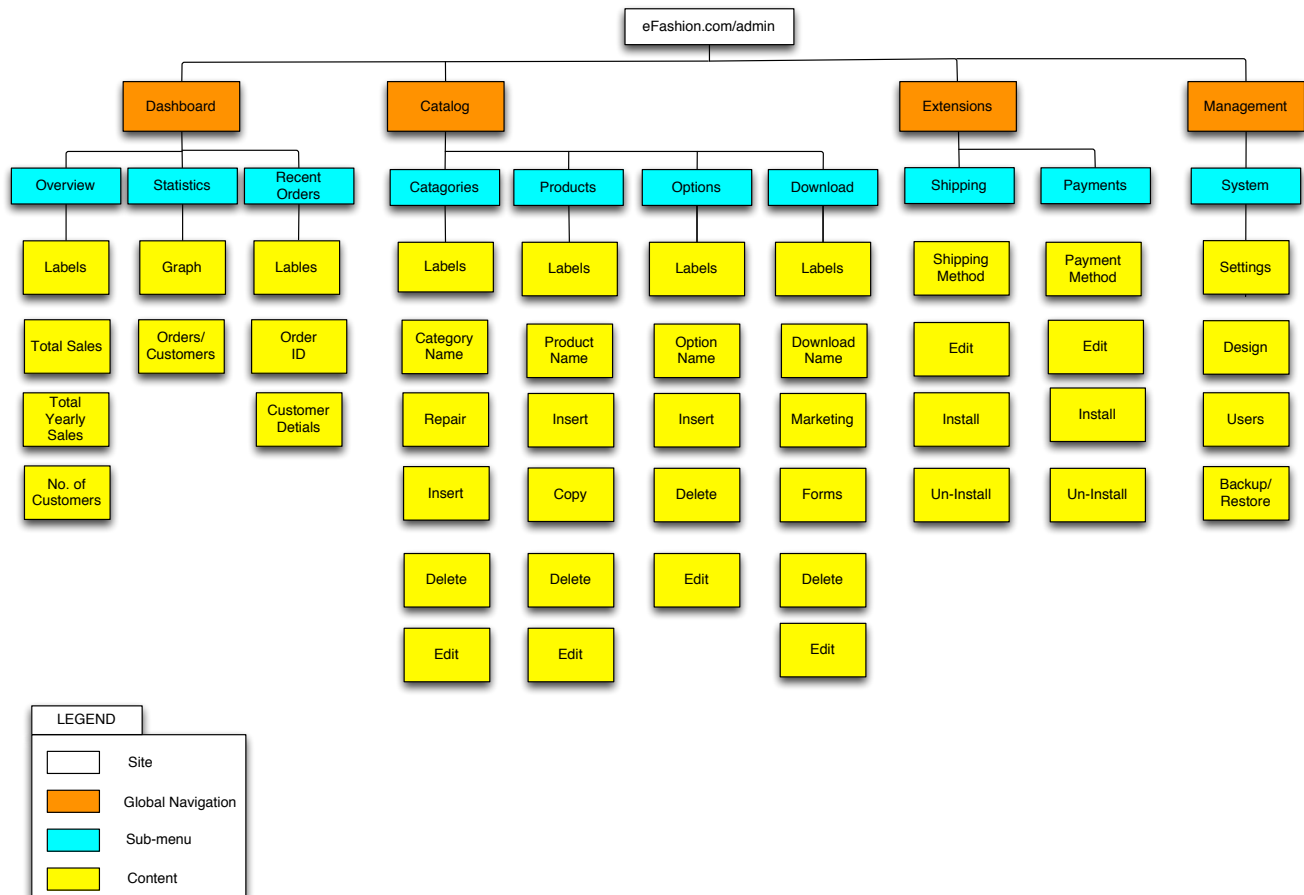 eFashion.com/admin
Dashboard
Catalog
Extensions
Management
Overview
Statistics
Recent
Orders
Catagories
Products
Options
Download
Shipping
Payments
System
Labels
Graph
Lables
Labels
Labels
Labels
Labels
Shipping
Method
Payment
Method
Settings
Total Sales
Orders/
Customers
Order
ID
Category
Name
Product
Name
Option
Name
Download
Name
Edit
Edit
Design
Total
Yearly
Sales
Customer
Detials
Repair
Insert
Insert
Marketing
Install
Install
Users
No. of
Customers
Insert
Copy
Delete
Forms
Un-Install
Un-Install
Backup/
Restore
Delete
Delete
Edit
Delete
Edit
Edit
Edit
LEGEND
Site
Global Navigation
Sub-menu
Content